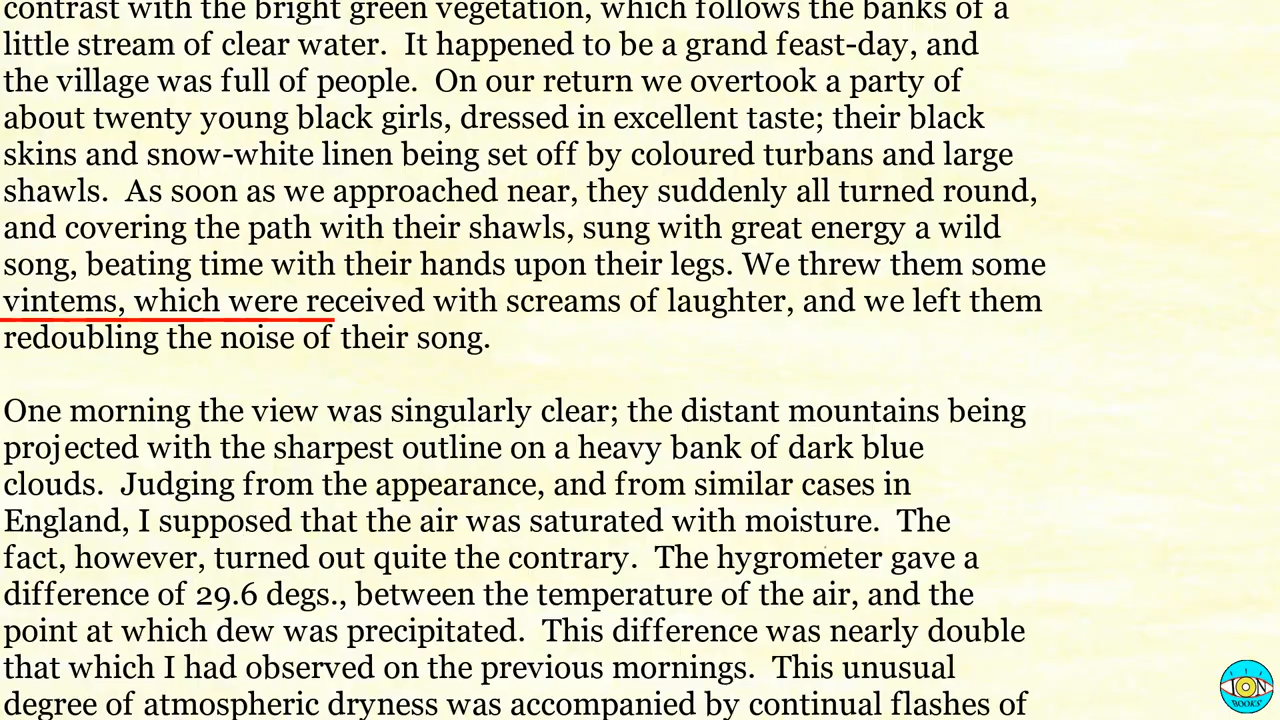 contrast with the bright green vegetation, which follows the banks of a
little stream of clear water.  It happened to be a grand feast-day, and
the village was full of people.  On our return we overtook a party of
about twenty young black girls, dressed in excellent taste; their black
skins and snow-white linen being set off by coloured turbans and large
shawls.  As soon as we approached near, they suddenly all turned round,
and covering the path with their shawls, sung with great energy a wild
song, beating time with their hands upon their legs. We threw them some
vintems, which were received with screams of laughter, and we left them
redoubling the noise of their song.
One morning the view was singularly clear; the distant mountains being
projected with the sharpest outline on a heavy bank of dark blue
clouds.  Judging from the appearance, and from similar cases in
England, I supposed that the air was saturated with moisture.  The
fact, however, turned out quite the contrary.  The hygrometer gave a
difference of 29.6 degs., between the temperature of the air, and the
point at which dew was precipitated.  This difference was nearly double
that which I had observed on the previous mornings.  This unusual
degree of atmospheric dryness was accompanied by continual flashes of
ION
BOOKS